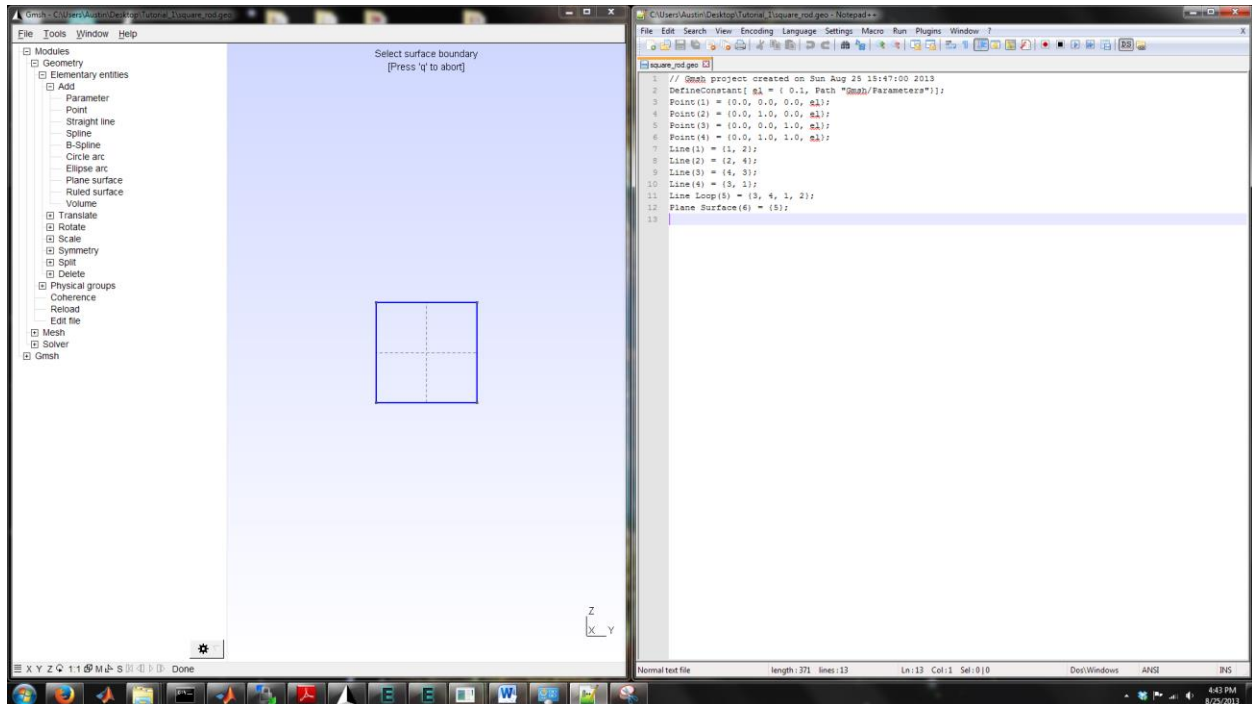 Gmsh - C:\Users\Austin\Desktop\Tutorial_1\square_rod.geo
File Tools Window Help
Modules
Geometry
Elementary entities
Add
Parameter
Point
Straight line
Spline
B-Spline
Circle arc
Ellipse arc
Plane surface
Ruled surface
Volume
Translate
Rotate
Scale
Symmetry
Split
Delete
Physical groups
Coherence
Reload
Edit file
Mesh
Solver
Gmsh
Select surface boundary
[Press 'q' to abort]
Z
X Y
X Y Z 1:1 M S Done
C:\Users\Austin\Desktop\Tutorial_1\square_rod.geo - Notepad++
File Edit Search View Encoding Language Settings Macro Run Plugins Window ? X
square_rod.geo
1 // Gmsh project created on Sun Aug 25 15:47:00 2013
2 DefineConstant[ el = { 0.1, Path "Gmsh/Parameters"}];
3 Point(1) = {0.0, 0.0, 0.0, el};
4 Point(2) = {0.0, 1.0, 0.0, el};
5 Point(3) = {0.0, 0.0, 1.0, el};
6 Point(4) = {0.0, 1.0, 1.0, el};
7 Line(1) = {1, 2};
8 Line(2) = {2, 4};
9 Line(3) = {4, 3};
10 Line(4) = {3, 1};
11 Line Loop(5) = {3, 4, 1, 2};
12 Plane Surface(6) = {5};
13
Normal text file length : 371 lines : 13 Ln : 13 Col : 1 Sel : 0 | 0 Dos\Windows ANSI INS
4:43 PM
8/25/2013